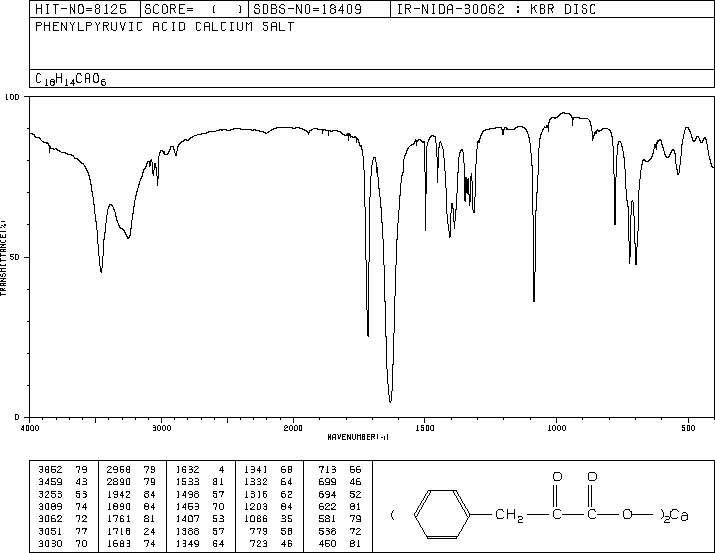 HIT-NO=8125 SCORE= ( ) SDBS-NO=18409 IR-NIDA-30062 : KBR DISC
PHENYLPYRUVIC ACID CALCIUM SALT
C18H14CAO6
100
50
0
TRANSMITTANCE(%)
4000 3000 2000 1500 1000 500
WAVENUMBER(-1)
3862 79 2958 79 1632 4 1341 68 713 66
3459 43 2890 79 1533 81 1332 64 699 46
3253 53 1942 84 1498 57 1316 62 694 52
3089 74 1890 84 1453 70 1203 84 622 81
3062 72 1761 81 1407 53 1086 35 581 79
3051 77 1718 24 1388 57 779 58 538 72
3030 70 1683 74 1349 64 723 46 460 81
O O
( CH2 C C O )2Ca